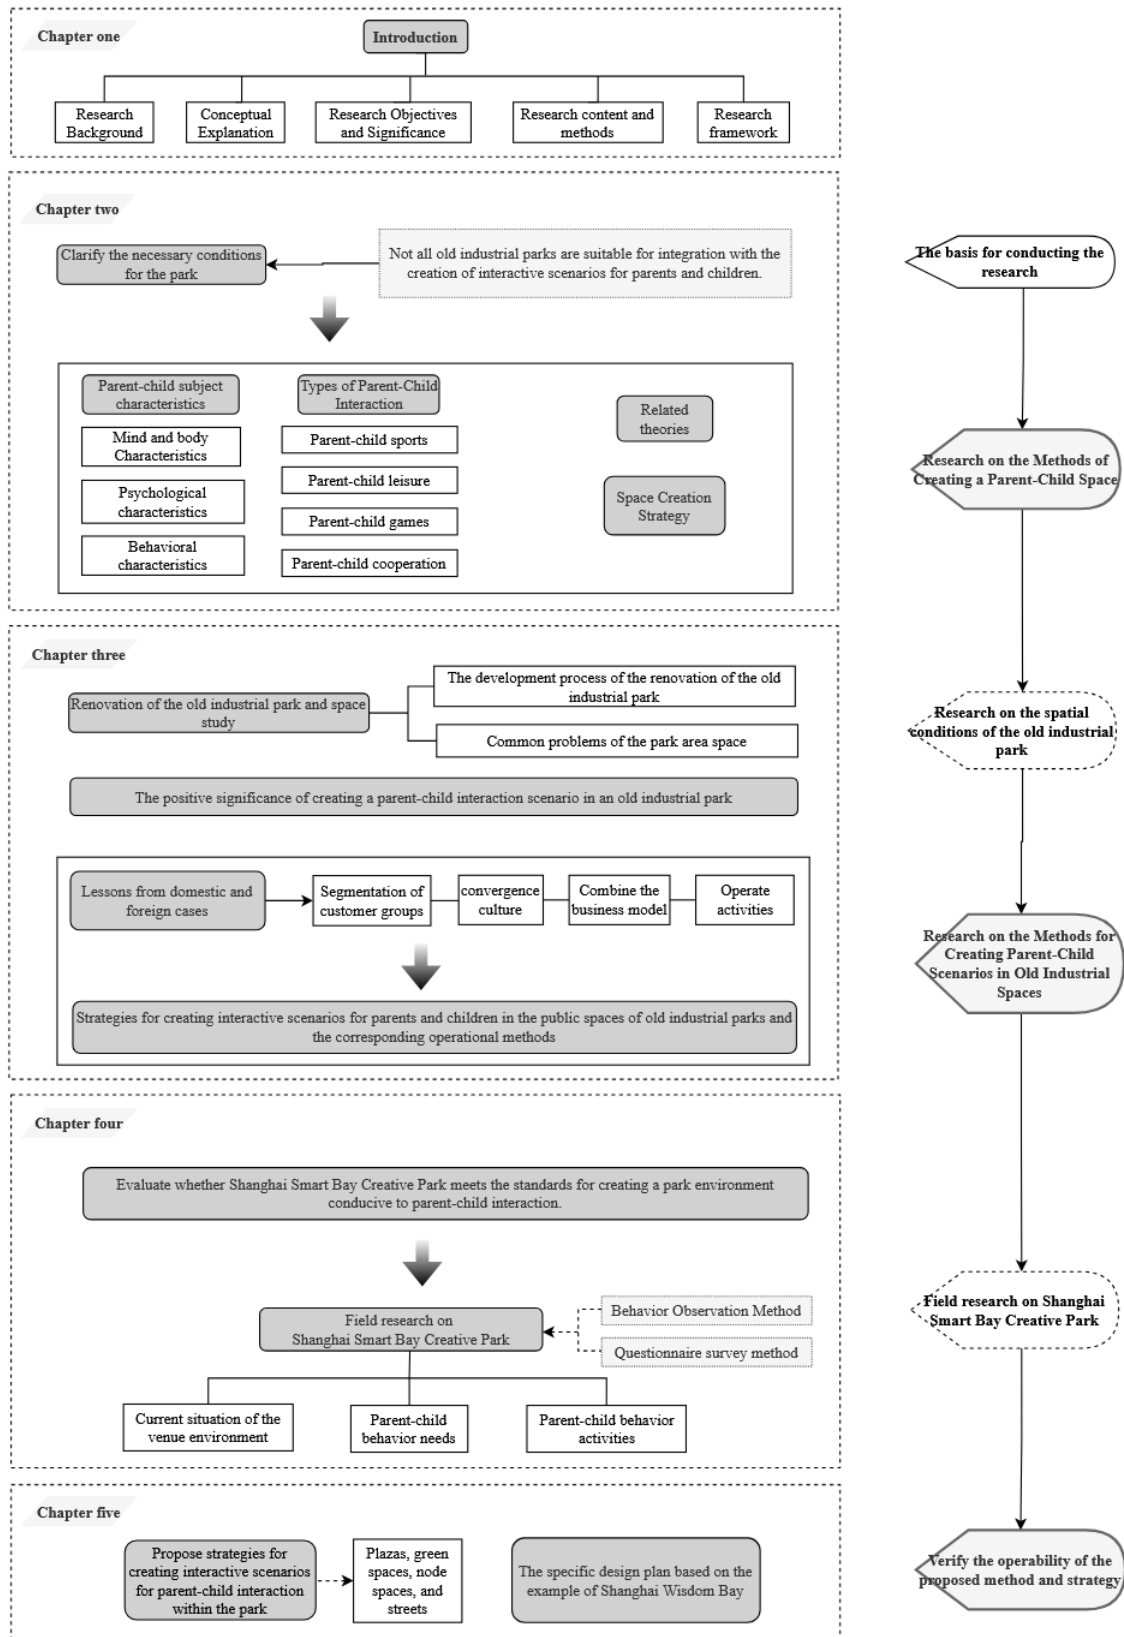 Chapter one
Introduction
Research
Background
Conceptual
Explanation
Research Objectives
and Significance
Research content and
methods
Research
framework
Chapter two
Clarify the necessary conditions
for the park
Not all old industrial parks are suitable for integration with the
creation of interactive scenarios for parents and children.
Parent-child subject
characteristics
Mind and body
Characteristics
Psychological
characteristics
Behavioral
characteristics
Types of Parent-Child
Interaction
Parent-child sports
Parent-child leisure
Parent-child games
Parent-child cooperation
Related
theories
Space Creation
Strategy
Chapter three
Renovation of the old industrial park and space
study
The development process of the renovation of the old
industrial park
Common problems of the park area space
The positive significance of creating a parent-child interaction scenario in an old industrial park
Lessons from domestic and
foreign cases
Segmentation of
customer groups
convergence
culture
Combine the
business model
Operate
activities
Strategies for creating interactive scenarios for parents and children in the public spaces of old industrial parks and
the corresponding operational methods
Chapter four
Evaluate whether Shanghai Smart Bay Creative Park meets the standards for creating a park environment
conducive to parent-child interaction.
Field research on
Shanghai Smart Bay Creative Park
Behavior Observation Method
Questionnaire survey method
Current situation of the
venue environment
Parent-child
behavior needs
Parent-child behavior
activities
Chapter five
Propose strategies for
creating interactive scenarios
for parent-child interaction
within the park
Plazas, green
spaces, node
spaces, and
streets
The specific design plan based on the
example of Shanghai Wisdom Bay
The basis for conducting the
research
Research on the Methods of
Creating a Parent-Child Space
Research on the spatial
conditions of the old industrial
park
Research on the Methods for
Creating Parent-Child
Scenarios in Old Industrial
Spaces
Field research on Shanghai
Smart Bay Creative Park
Verify the operability of the
proposed method and strategy